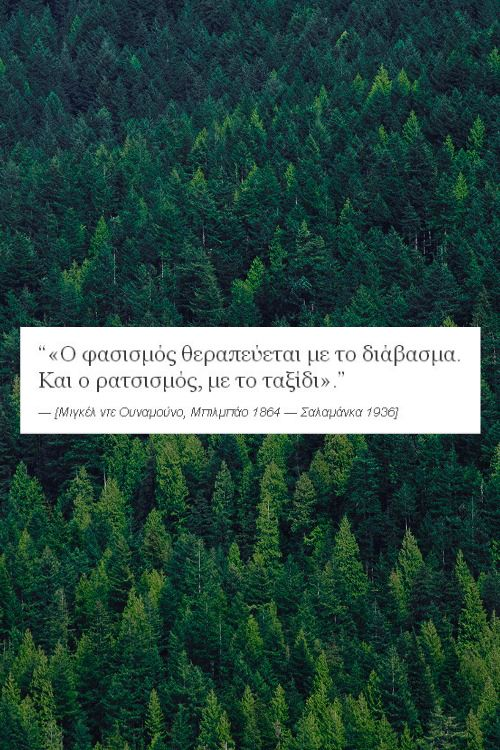 “«Ο φασισμός θεραπεύεται με το διάβασμα.
Και ο ρατσισμός, με το ταξίδι».”
— [Μιγκέλ ντε Ουναμούνο, Μπιλμπάο 1864 — Σαλαμάνκα 1936]